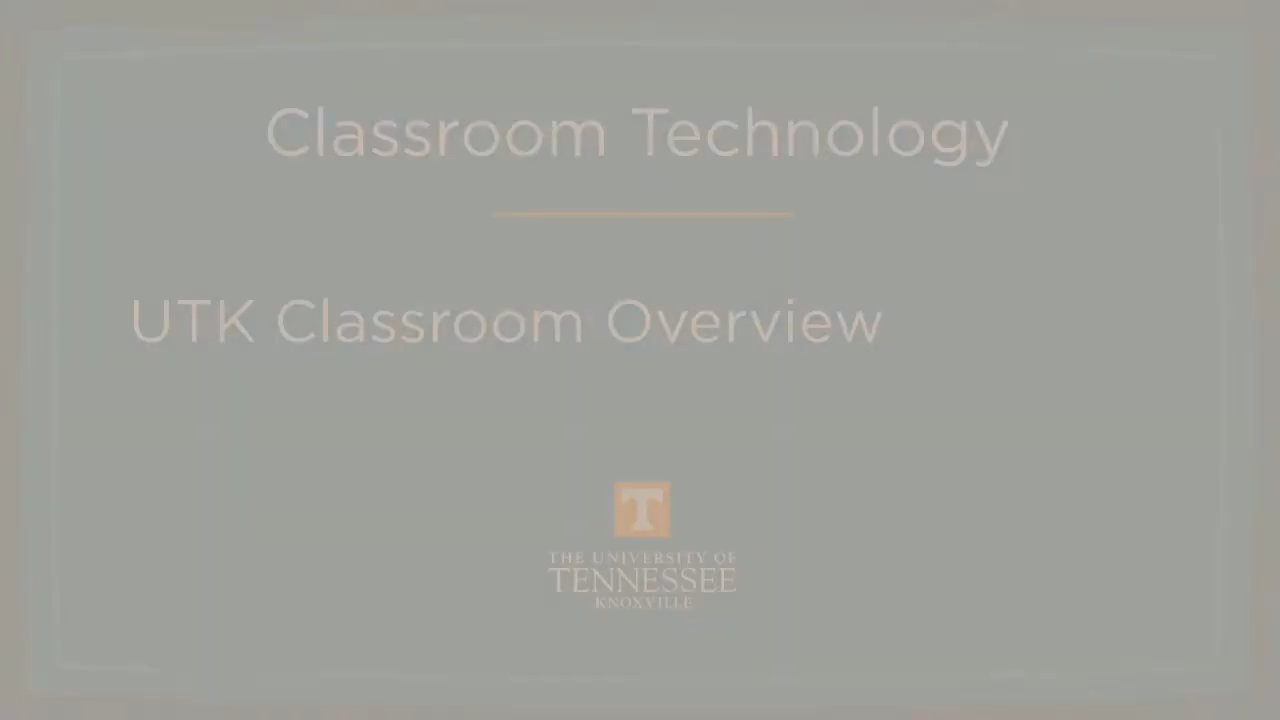 Classroom Technology
UTK Classroom Overview
T
THE UNIVERSITY OF
TENNESSEE
KNOXVILLE